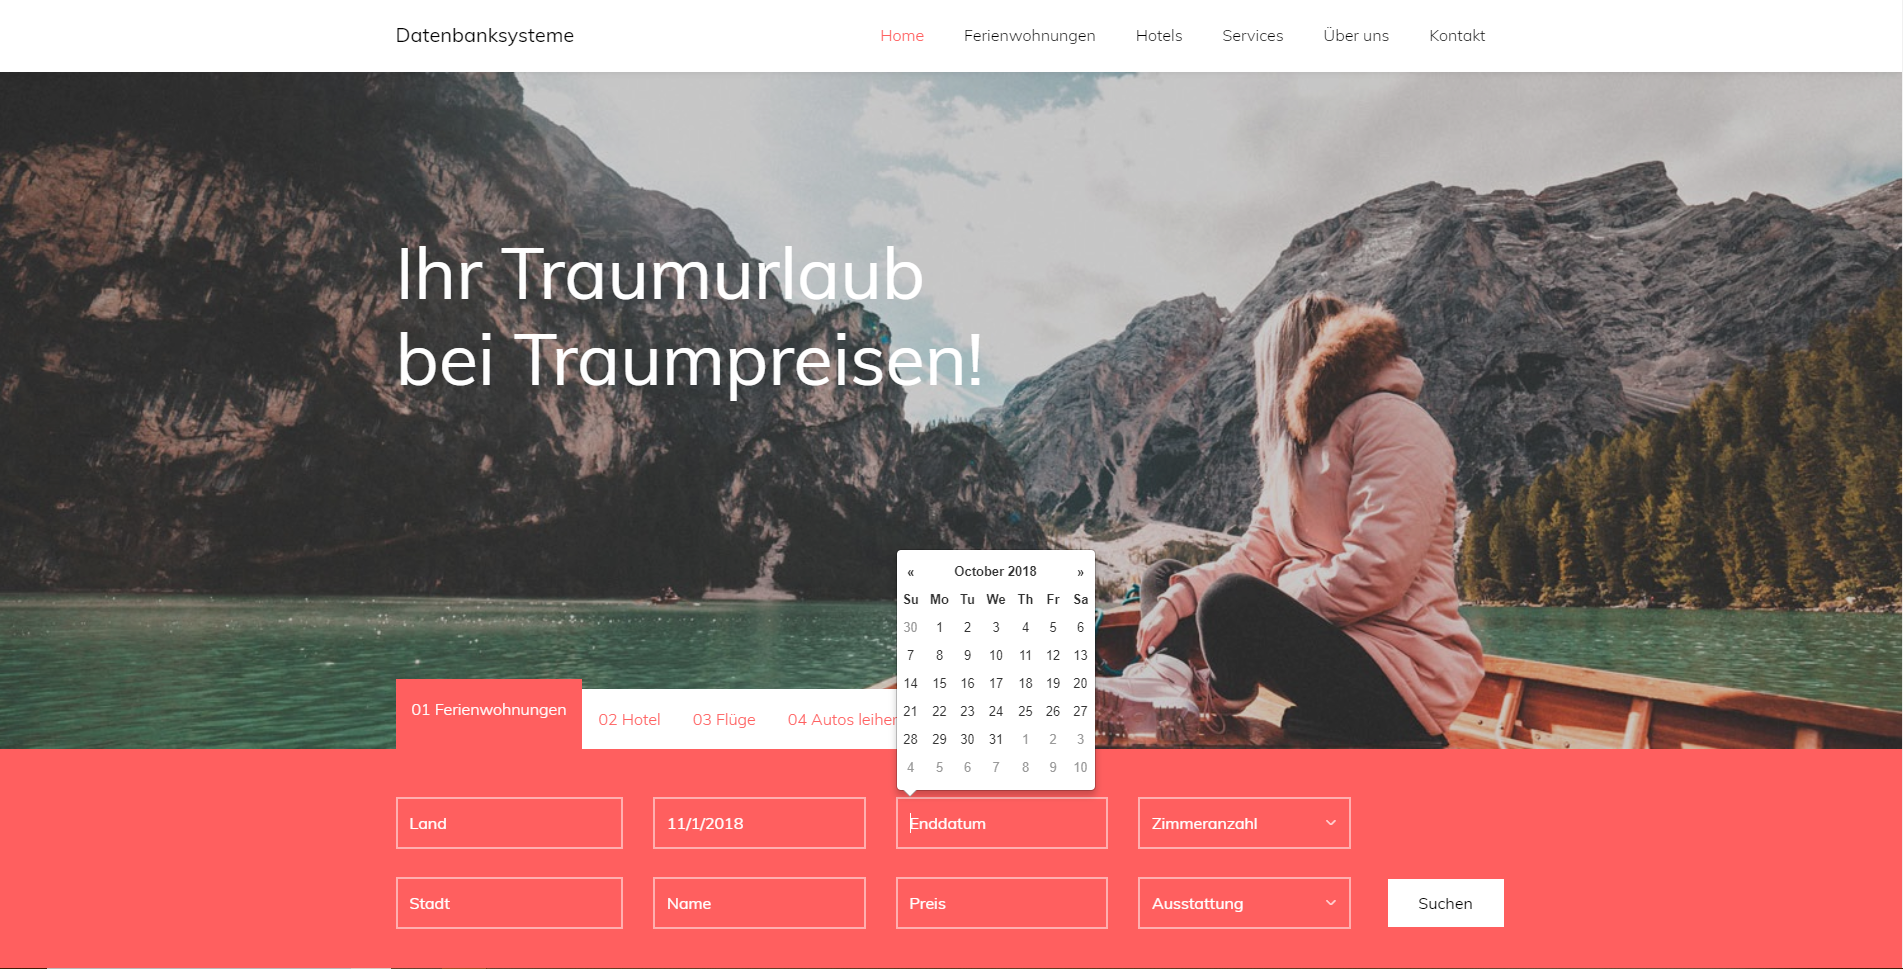 Datenbanksysteme
Home Ferienwohnungen Hotels Services Über uns Kontakt
Ihr Traumurlaub
bei Traumpreisen!
« October 2018 »
Su Mo Tu We Th Fr Sa
30 1 2 3 4 5 6
7 8 9 10 11 12 13
14 15 16 17 18 19 20
21 22 23 24 25 26 27
28 29 30 31 1 2 3
4 5 6 7 8 9 10
01 Ferienwohnungen 02 Hotel 03 Flüge 04 Autos leihen
Land 11/1/2018 Enddatum Zimmeranzahl
Stadt Name Preis Ausstattung Suchen